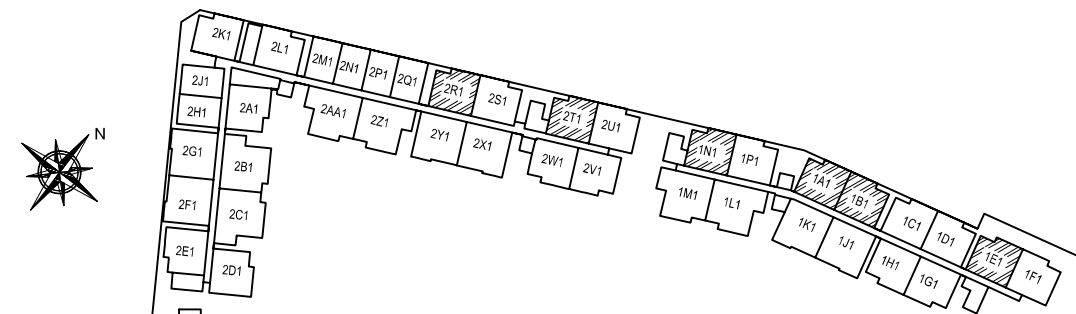 2K1
2L1
2M1
2N1
2P1
2Q1
2R1
2S1
2T1
2U1
2J1
2H1
2A1
2AA1
2Z1
2Y1
2X1
2W1
2V1
2G1
2B1
2F1
2C1
2E1
2D1
N
1N1
1P1
1A1
1B1
1C1
1D1
1E1
1F1
1M1
1L1
1K1
1J1
1H1
1G1